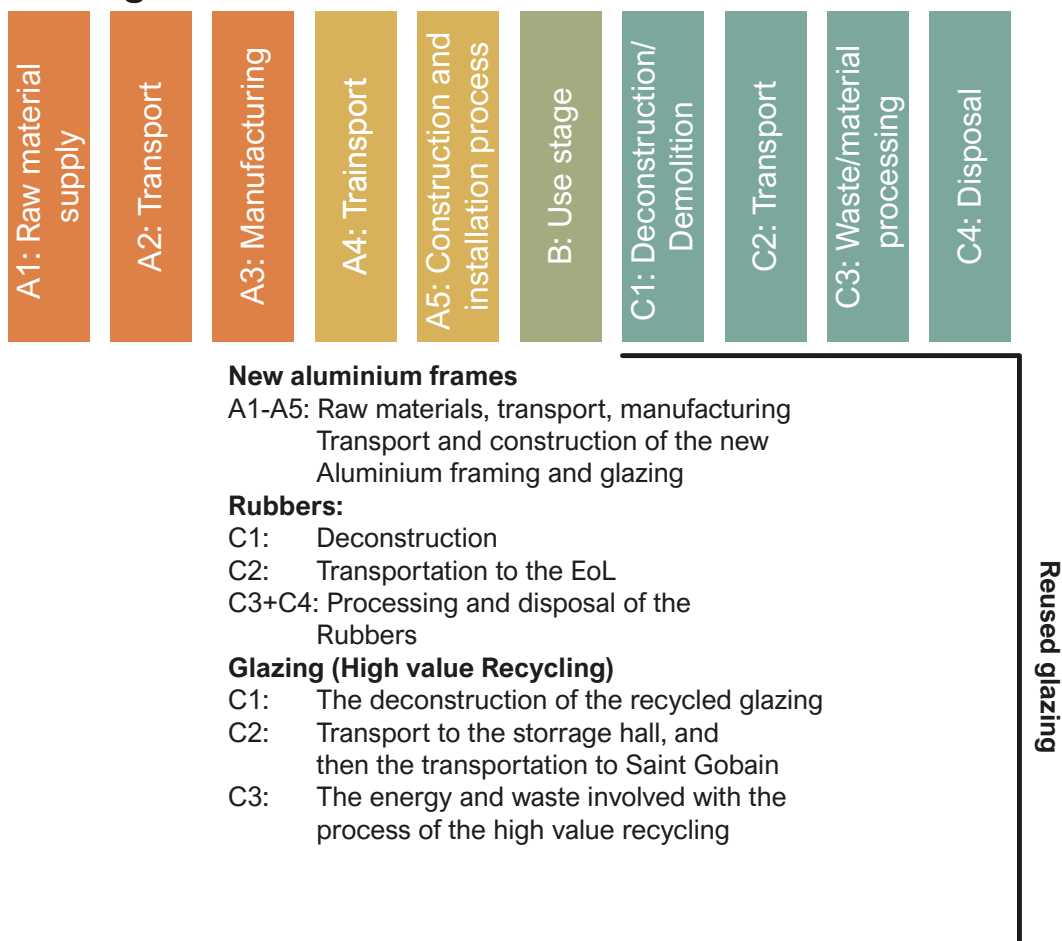 A1: Raw material
supply
A2: Transport
A3: Manufacturing
A4: Trainsport
A5: Construction and
installation process
B: Use stage
C1: Deconstruction/
Demolition
C2: Transport
C3: Waste/material
processing
C4: Disposal
New aluminium frames
A1-A5: Raw materials, transport, manufacturing
Transport and construction of the new
Aluminium framing and glazing
Rubbers:
C1: Deconstruction
C2: Transportation to the EoL
C3+C4: Processing and disposal of the
Rubbers
Glazing (High value Recycling)
C1: The deconstruction of the recycled glazing
C2: Transport to the storrage hall, and
then the transportation to Saint Gobain
C3: The energy and waste involved with the
process of the high value recycling
Reused glazing